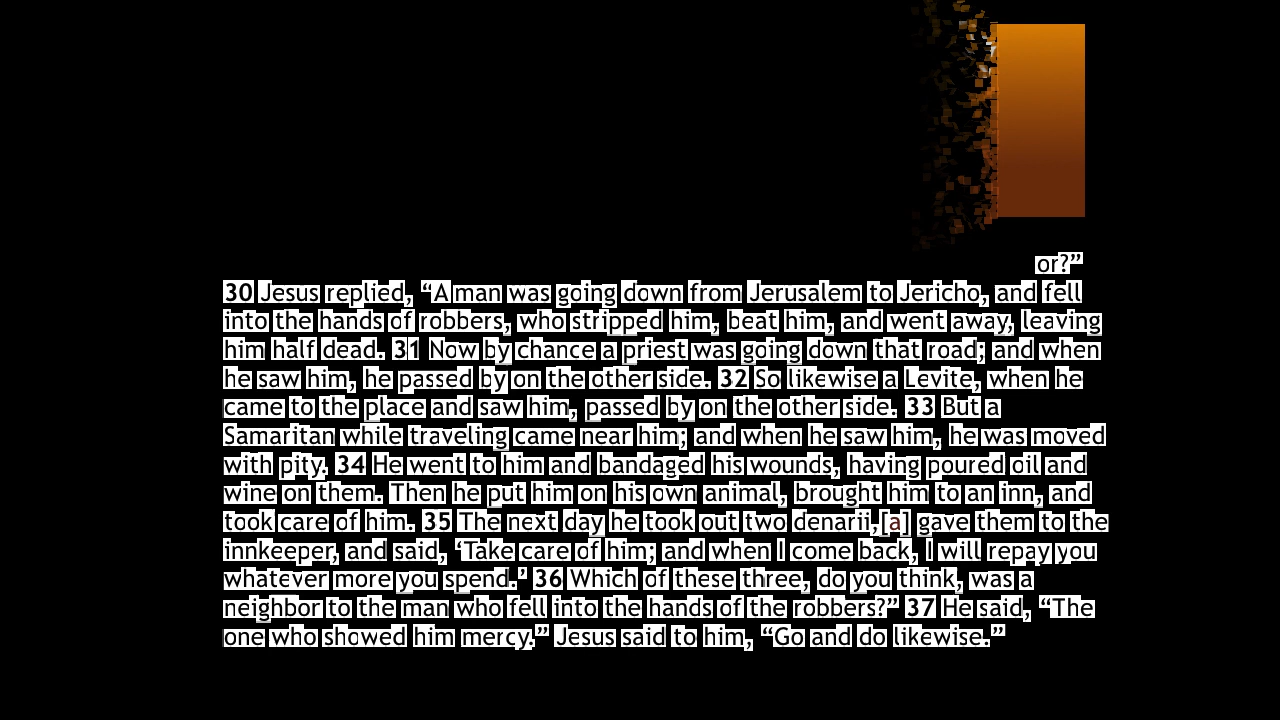 or?”
30 Jesus replied, “A man was going down from Jerusalem to Jericho, and fell
into the hands of robbers, who stripped him, beat him, and went away, leaving
him half dead. 31 Now by chance a priest was going down that road; and when
he saw him, he passed by on the other side. 32 So likewise a Levite, when he
came to the place and saw him, passed by on the other side. 33 But a
Samaritan while traveling came near him; and when he saw him, he was moved
with pity. 34 He went to him and bandaged his wounds, having poured oil and
wine on them. Then he put him on his own animal, brought him to an inn, and
took care of him. 35 The next day he took out two denarii,[a] gave them to the
innkeeper, and said, ‘Take care of him; and when I come back, I will repay you
whatever more you spend.’ 36 Which of these three, do you think, was a
neighbor to the man who fell into the hands of the robbers?” 37 He said, “The
one who showed him mercy.” Jesus said to him, “Go and do likewise.”